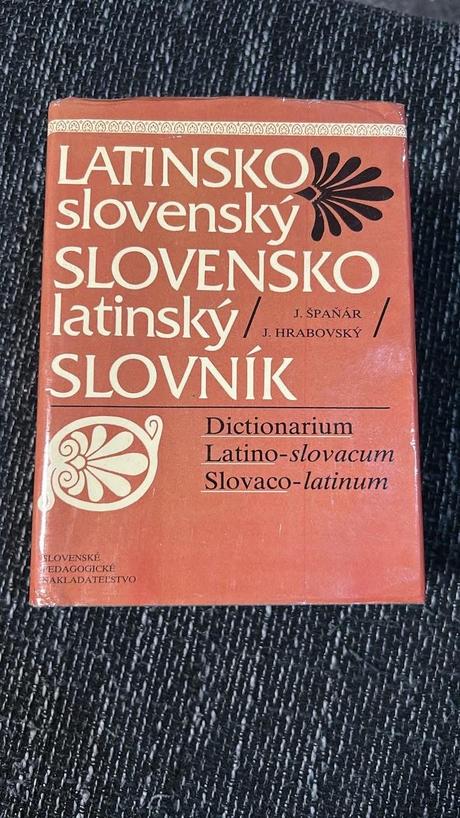 LATINSKO
slovenský
SLOVENSKO
latinský / J. ŠPAŇÁR
J. HRABOVSKÝ /
SLOVNÍK
Dictionarium
Latino-slovacum
Slovaco-latinum
SLOVENSKÉ
PEDAGOGICKÉ
NAKLADATEĽSTVO